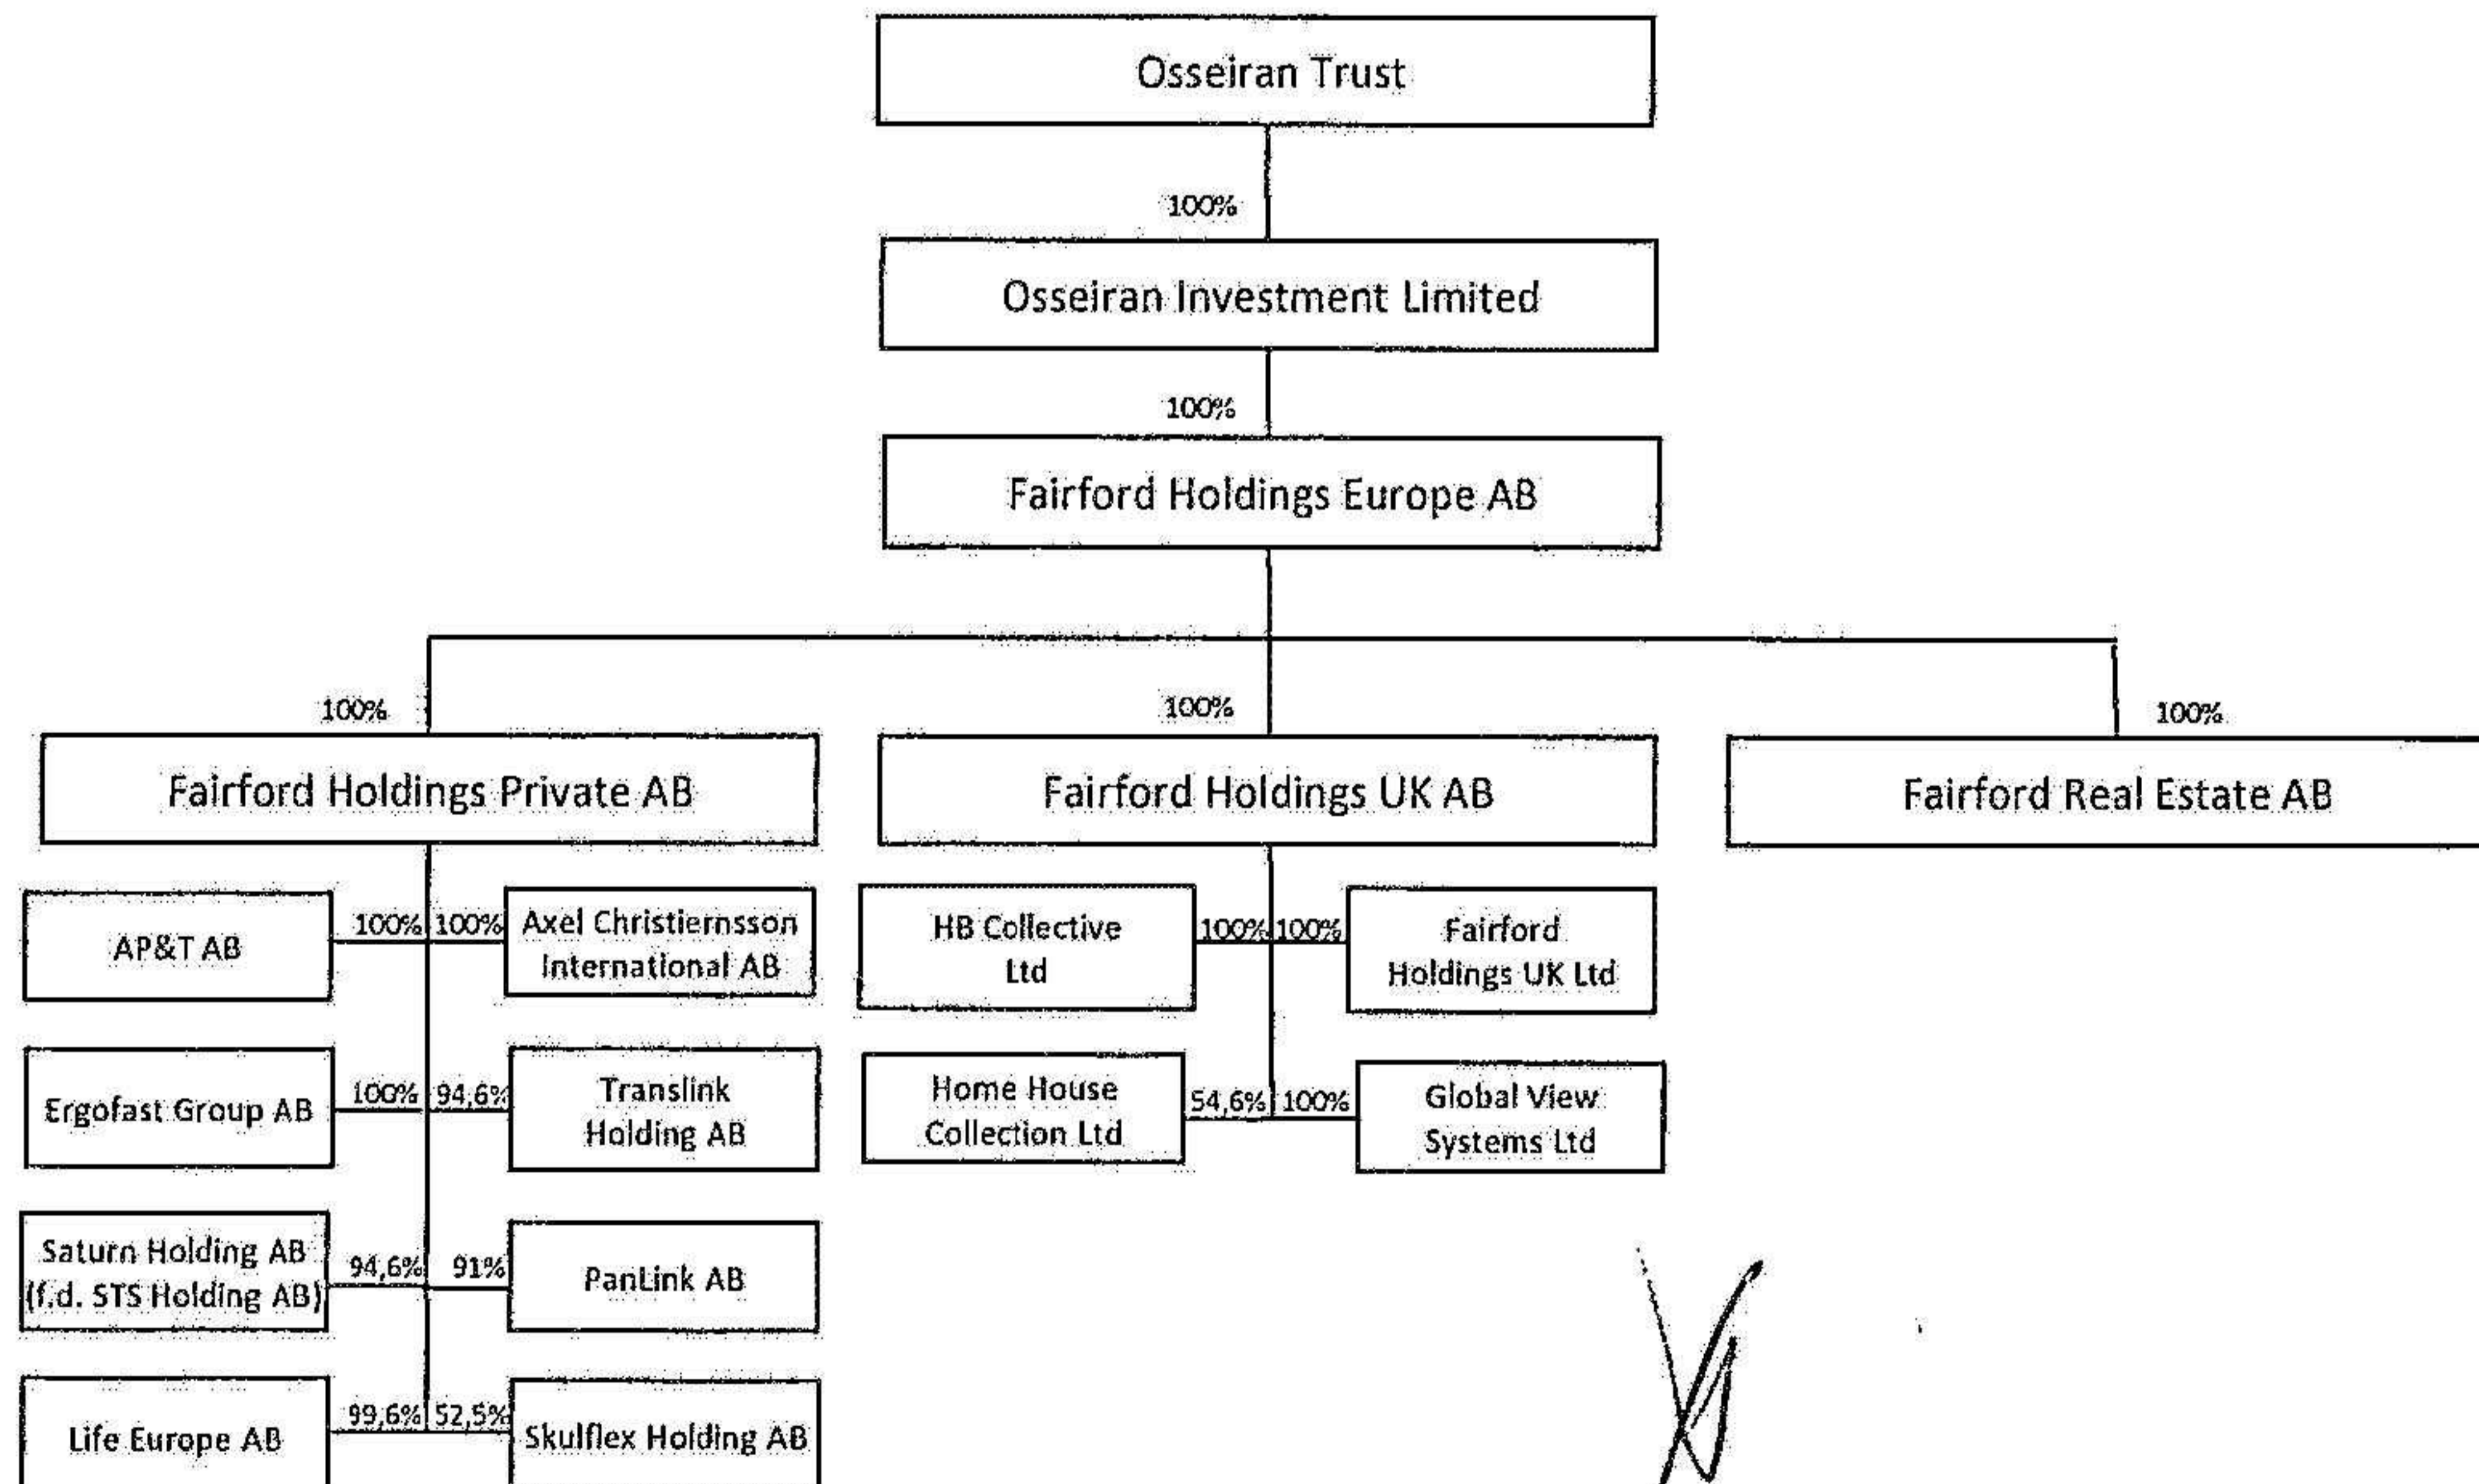 Osseiran Trust
100%
Osseiran Investment Limited
100%
Fairford Holdings Europe AB
100%
100%
100%
Fairford Holdings Private AB
Fairford Holdings UK AB
Fairford Real Estate AB
AP&T AB
100%
100%
Axel Christiernsson
International AB
HB Collective
Ltd
100%
100%
Fairford
Holdings UK Ltd
Ergofast Group AB
100%
94,6%
Translink
Holding AB
Home House
Collection Ltd
54,6%
100%
Global View
Systems Ltd
Saturn Holding AB
(f.d. STS Holding AB)
94,6%
91%
PanLink AB
Life Europe AB
99,6%
52,5%
Skulflex Holding AB